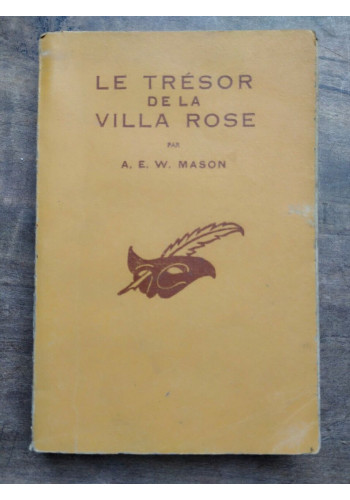 LE TRÉSOR
DE LA
VILLA ROSE
PAR
A. E. W. MASON